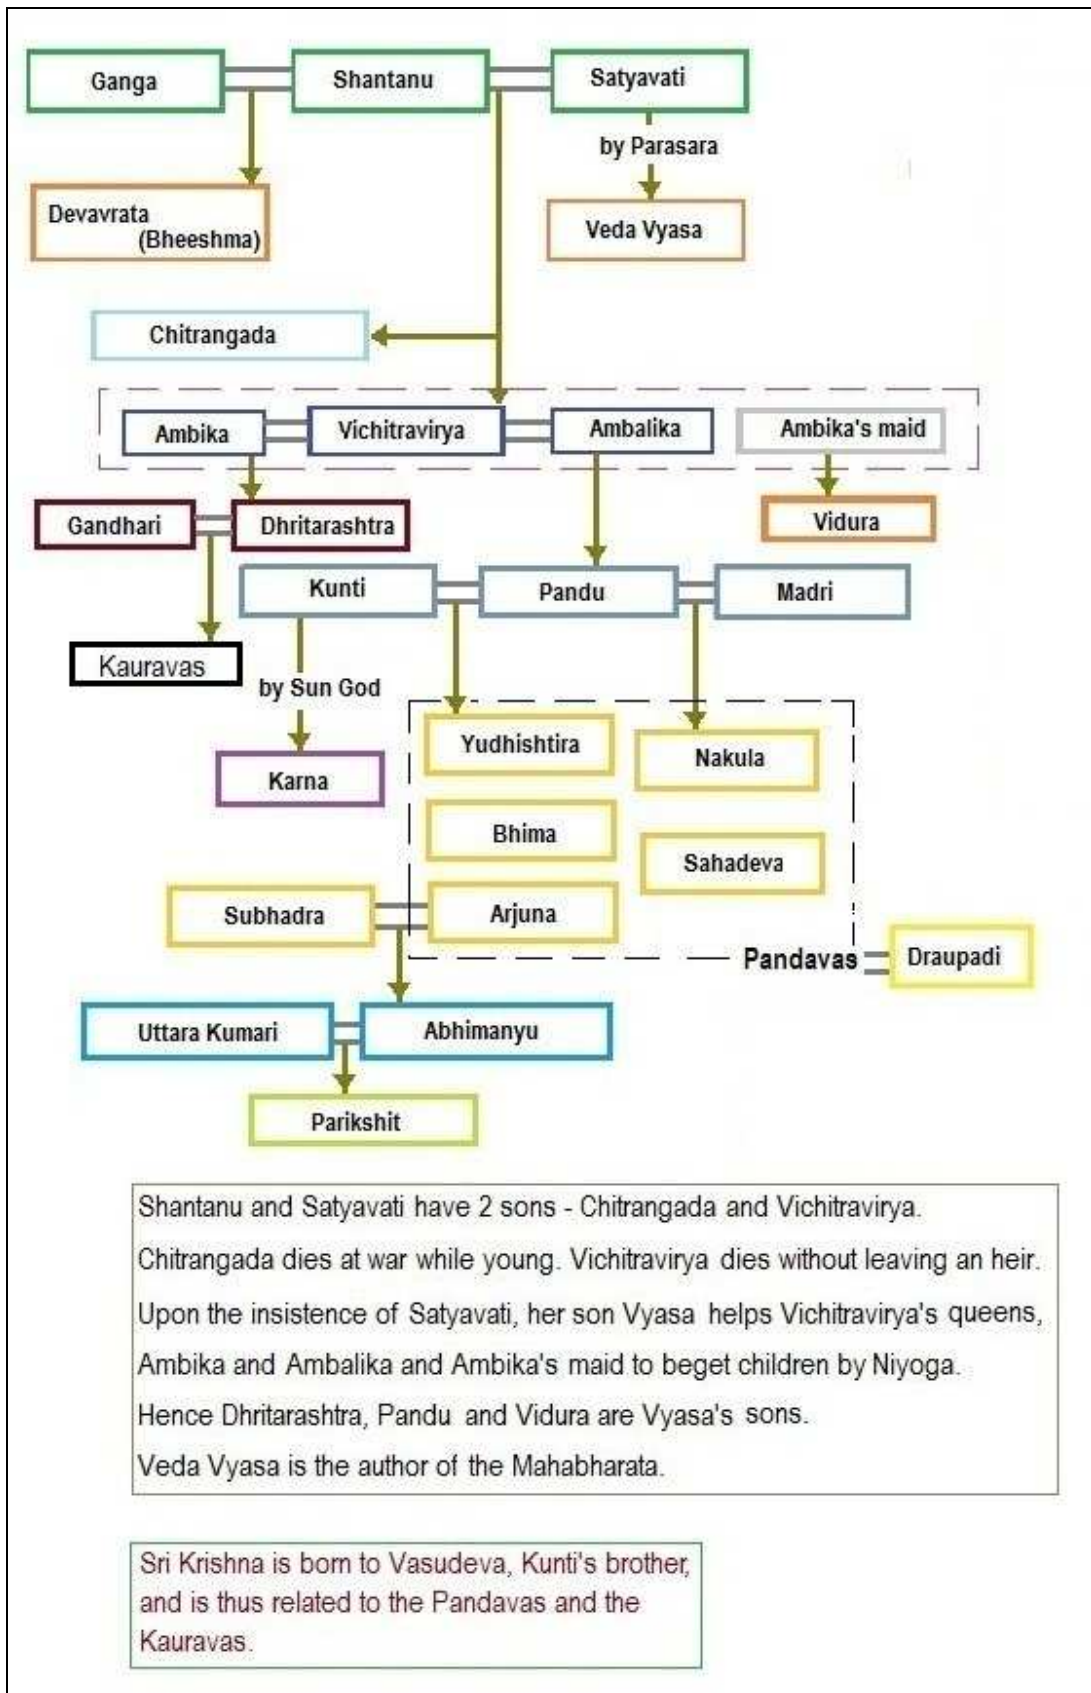 Ganga
Shantanu
Satyavati
by Parasara
Devavrata
(Bheeshma)
Veda Vyasa
Chitrangada
Ambika
Vichitravirya
Ambalika
Ambika's maid
Gandhari
Dhritarashtra
Vidura
Kunti
Pandu
Madri
Kauravas
by Sun God
Yudhishtira
Nakula
Karna
Bhima
Sahadeva
Subhadra
Arjuna
Pandavas
Draupadi
Uttara Kumari
Abhimanyu
Parikshit
Shantanu and Satyavati have 2 sons - Chitrangada and Vichitravirya.
Chitrangada dies at war while young. Vichitravirya dies without leaving an heir.
Upon the insistence of Satyavati, her son Vyasa helps Vichitravirya's queens,
Ambika and Ambalika and Ambika's maid to beget children by Niyoga.
Hence Dhritarashtra, Pandu and Vidura are Vyasa's sons.
Veda Vyasa is the author of the Mahabharata.
Sri Krishna is born to Vasudeva, Kunti's brother,
and is thus related to the Pandavas and the
Kauravas.